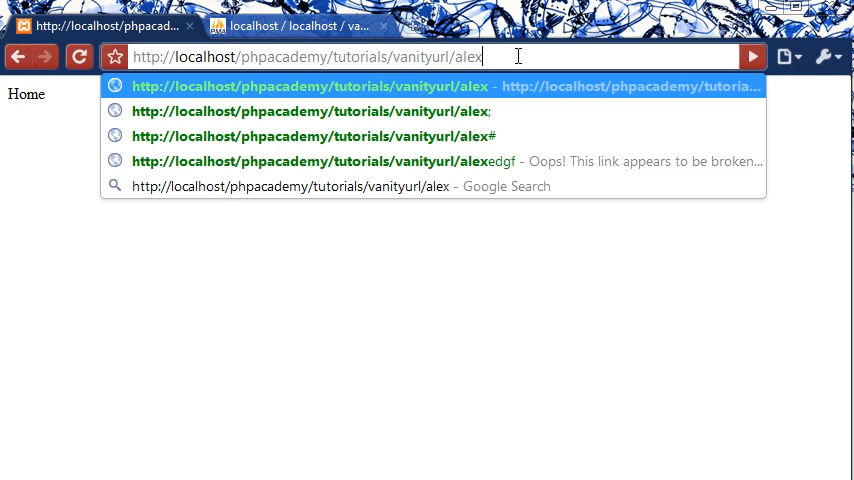 http://localhost/phpacad...
localhost / localhost / va...
http://localhost/phpacademy/tutorials/vanityurl/alex
Home
http://localhost/phpacademy/tutorials/vanityurl/alex - http://localhost/phpacademy/tutoria...
http://localhost/phpacademy/tutorials/vanityurl/alex;
http://localhost/phpacademy/tutorials/vanityurl/alex#
http://localhost/phpacademy/tutorials/vanityurl/alexedgf - Oops! This link appears to be broken...
http://localhost/phpacademy/tutorials/vanityurl/alex - Google Search